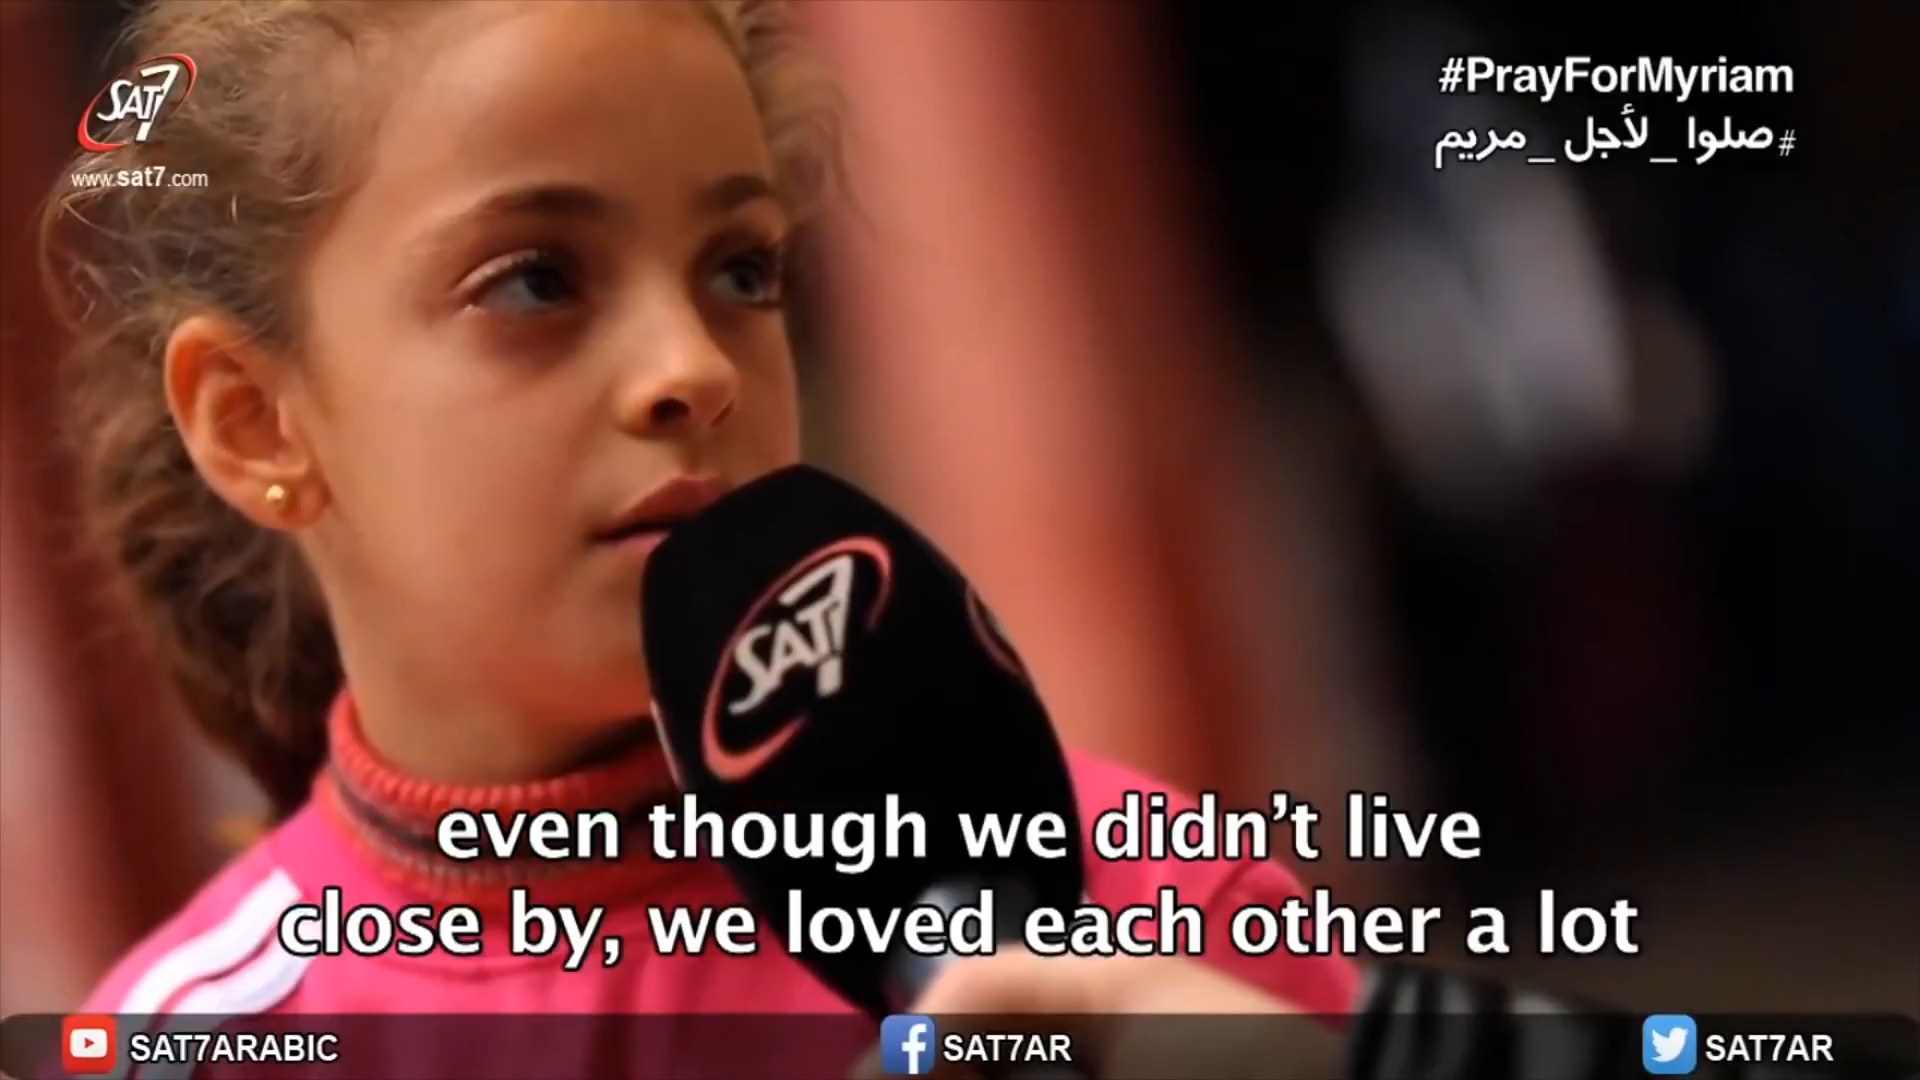 SAT7
www.sat7.com
#PrayForMyriam
#صلوا_لأجل_مريم
SAT7
even though we didn't live
close by, we loved each other a lot
SAT7ARABIC
SAT7AR
SAT7AR